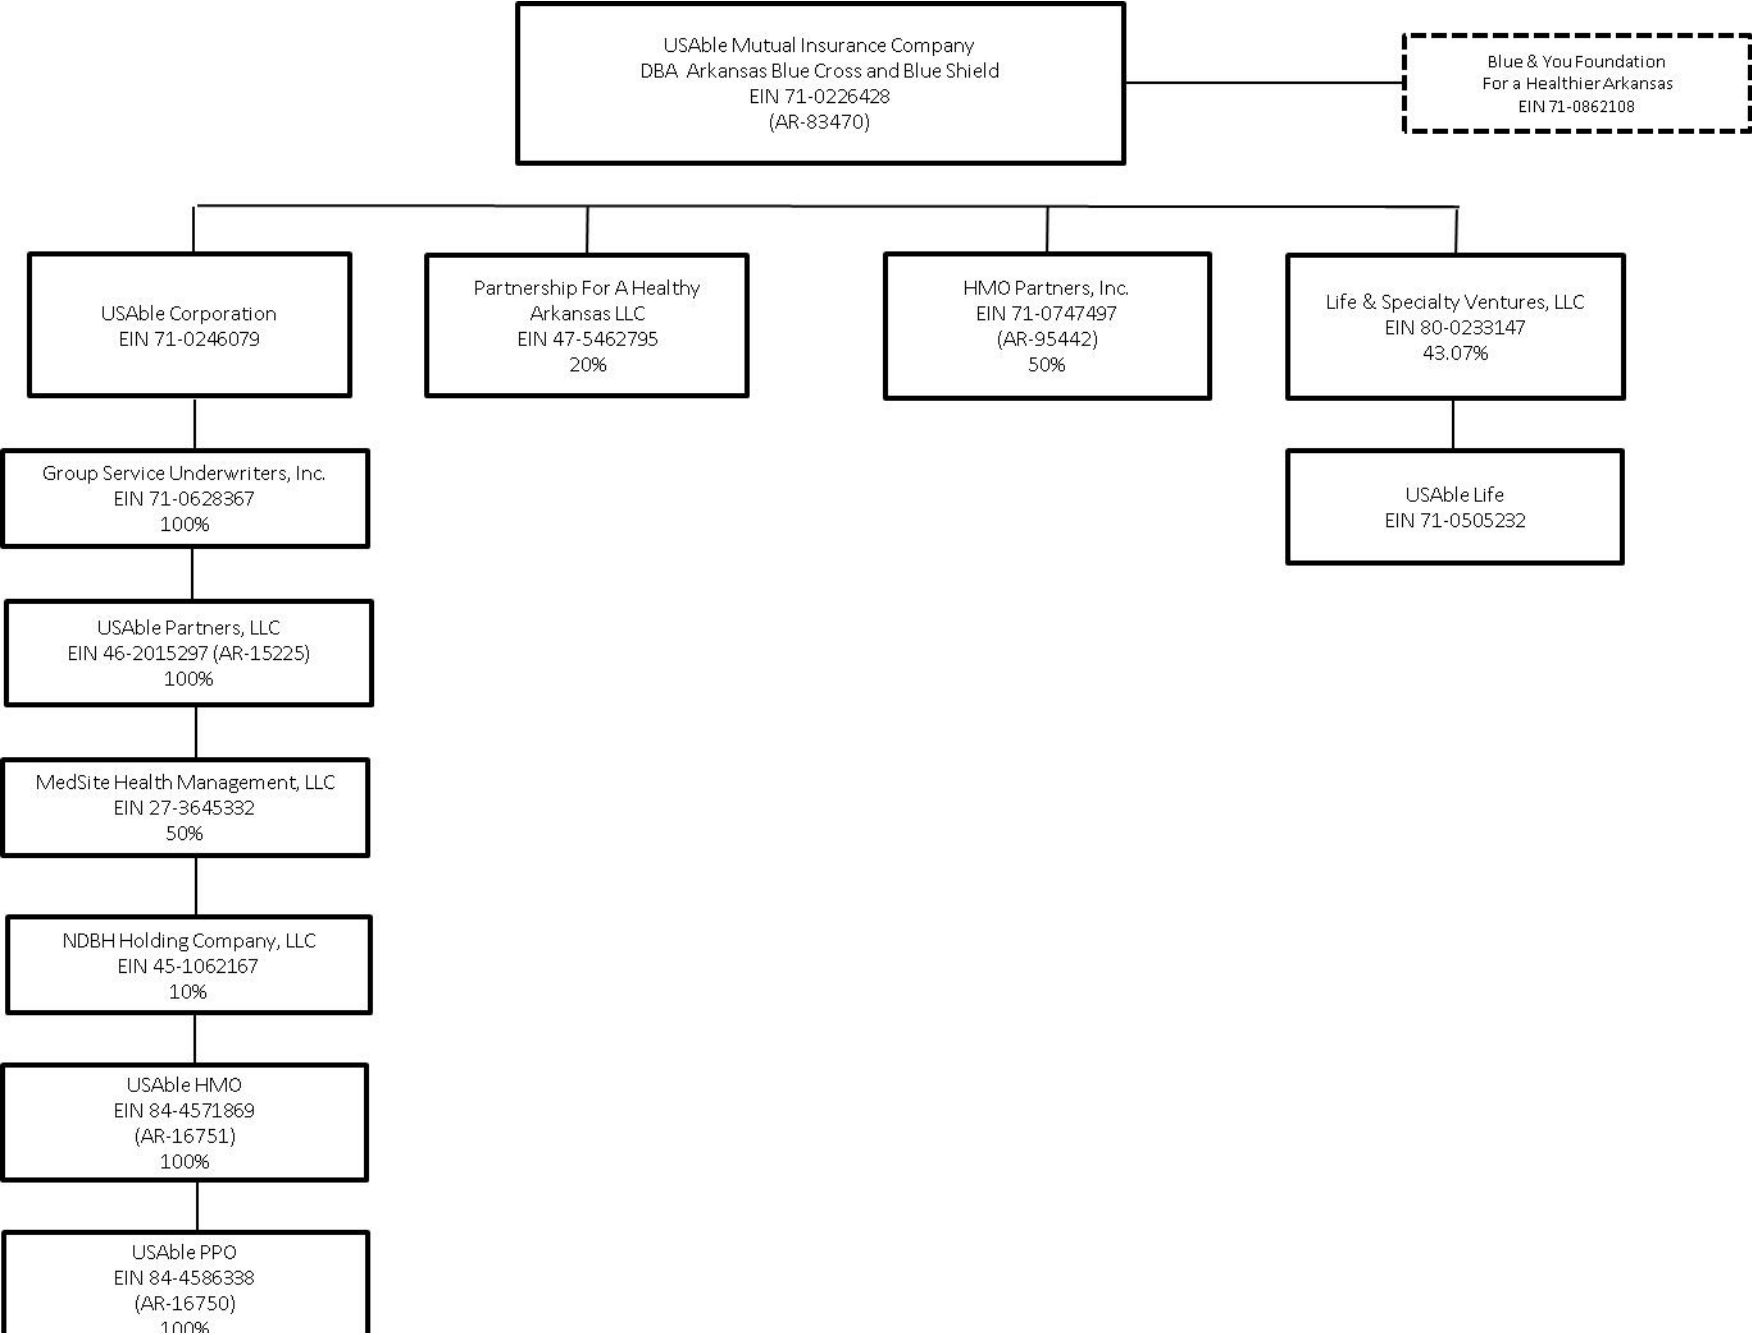 USAble Mutual Insurance Company
DBA Arkansas Blue Cross and Blue Shield
EIN 71-0226428
(AR-83470)
Blue & You Foundation
For a Healthier Arkansas
EIN 71-0862108
USAble Corporation
EIN 71-0246079
Partnership For A Healthy
Arkansas LLC
EIN 47-5462795
20%
HMO Partners, Inc.
EIN 71-0747497
(AR-95442)
50%
Life & Specialty Ventures, LLC
EIN 80-0233147
43.07%
Group Service Underwriters, Inc.
EIN 71-0628367
100%
USAble Life
EIN 71-0505232
USAble Partners, LLC
EIN 46-2015297 (AR-15225)
100%
MedSite Health Management, LLC
EIN 27-3645332
50%
NDBH Holding Company, LLC
EIN 45-1062167
10%
USAble HMO
EIN 84-4571869
(AR-16751)
100%
USAble PPO
EIN 84-4586338
(AR-16750)
100%